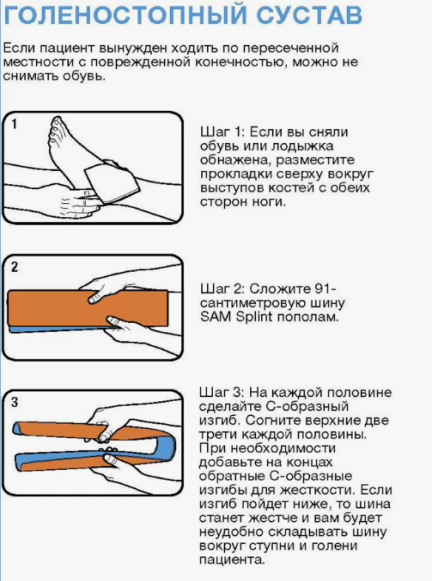 ГОЛЕНОСТОПНЫЙ СУСТАВ
Если пациент вынужден ходить по пересеченной
местности с поврежденной конечностью, можно не
снимать обувь.
1
Шаг 1: Если вы сняли
обувь или лодыжка
обнажена, разместите
прокладки сверху вокруг
выступов костей с обеих
сторон ноги.
2
Шаг 2: Сложите 91-
сантиметровую шину
SAM Splint пополам.
3
Шаг 3: На каждой половине
сделайте С-образный
изгиб. Согните верхние две
трети каждой половины.
При необходимости
добавьте на концах
обратные С-образные
изгибы для жесткости. Если
изгиб пойдет ниже, то шина
станет жестче и вам будет
неудобно складывать шину
вокруг ступни и голени
пациента.